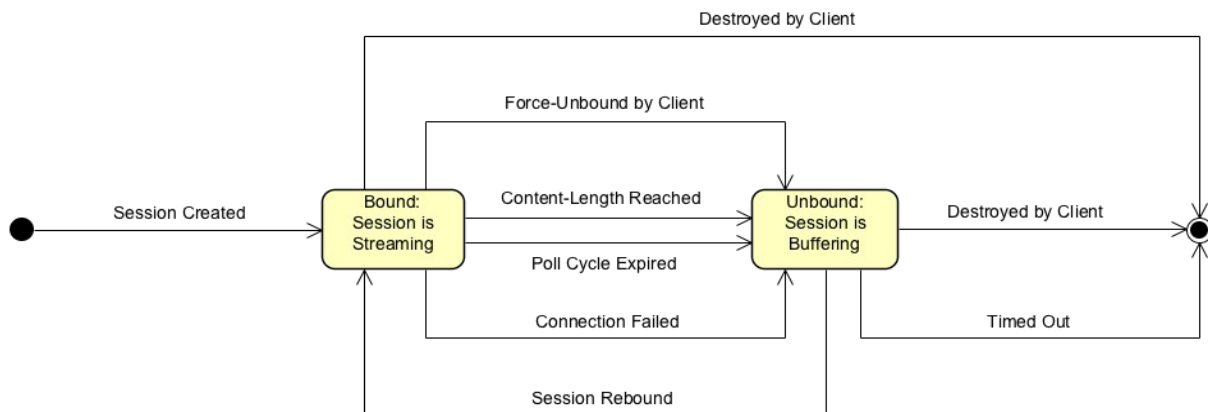 Destroyed by Client
Force-Unbound by Client
Session Created
Bound:
Session is
Streaming
Content-Length Reached
Poll Cycle Expired
Unbound:
Session is
Buffering
Destroyed by Client
Connection Failed
Timed Out
Session Rebound